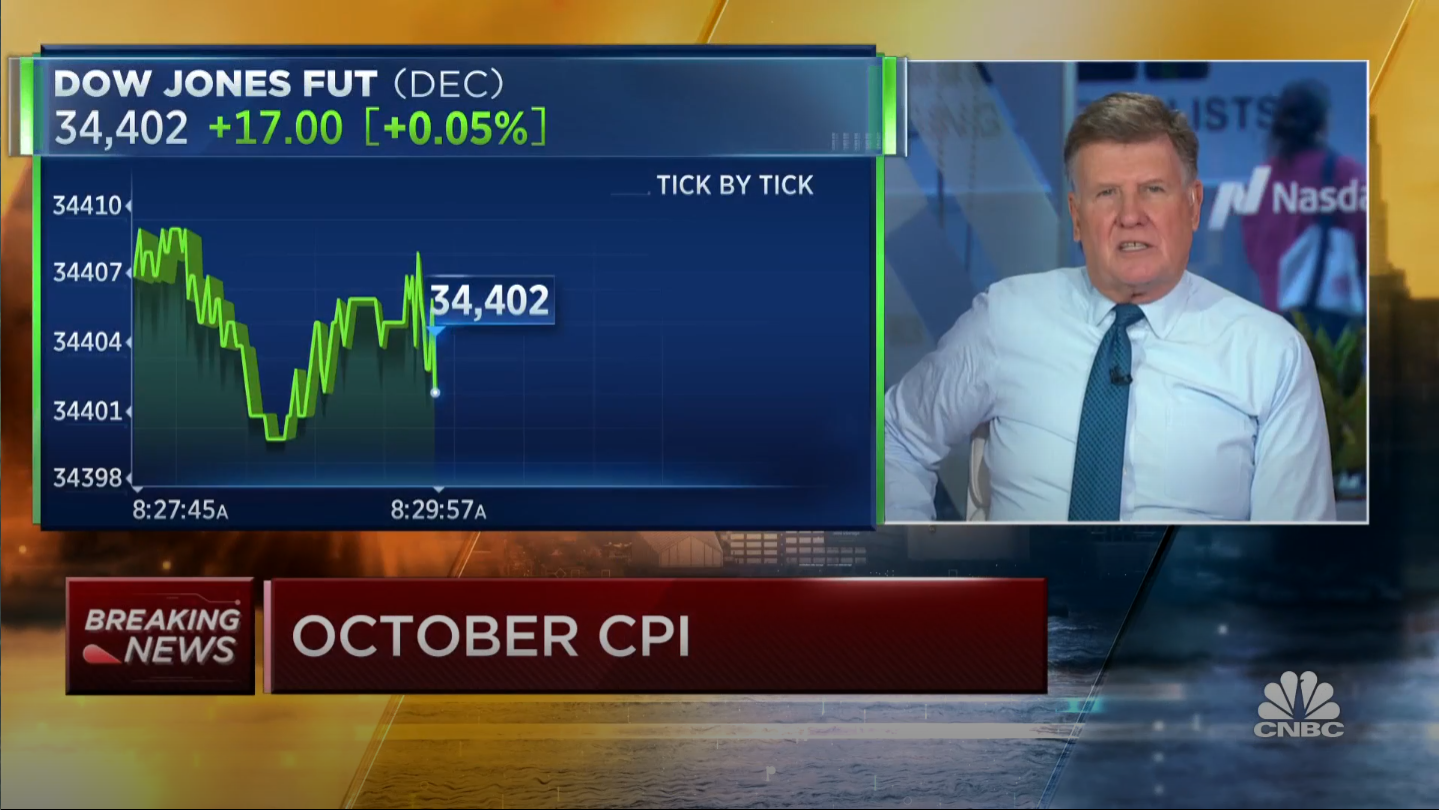 DOW JONES FUT (DEC)
34,402 +17.00 [+0.05%]
TICK BY TICK
34410
34407
34404
34401
34398
34,402
8:27:45A
8:29:57A
Nasda
BREAKING
NEWS
OCTOBER CPI
CNBC